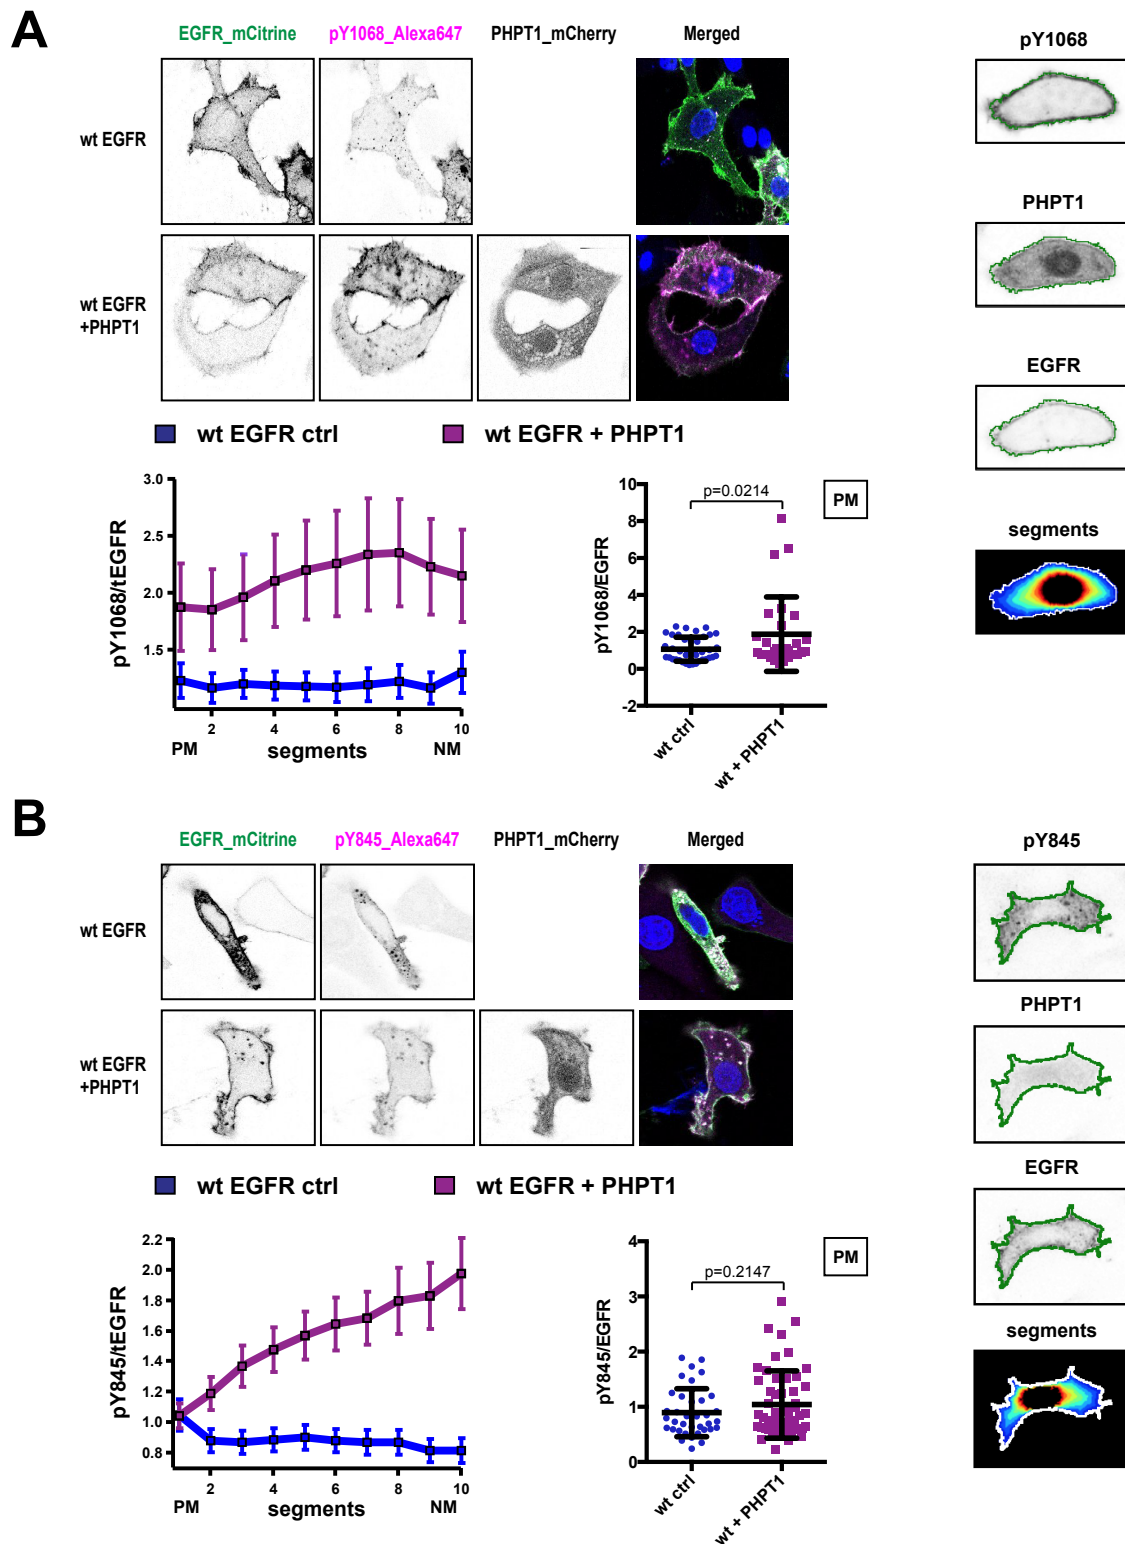 A
EGFR_mCitrine pY1068_Alexa647 PHPT1_mCherry Merged
pY1068
wt EGFR
PHPT1
wt EGFR
+PHPT1
EGFR
wt EGFR ctrl wt EGFR + PHPT1
segments
pY1068/tEGFR
3.0
2.5
2.0
1.5
2 4 6 8 10
PM segments NM
pY1068/EGFR
10
8
6
4
2
0
-2
p=0.0214
PM
wt ctrl
wt + PHPT1
B
EGFR_mCitrine pY845_Alexa647 PHPT1_mCherry Merged
pY845
wt EGFR
PHPT1
wt EGFR
+PHPT1
EGFR
wt EGFR ctrl wt EGFR + PHPT1
segments
pY845/tEGFR
2.2
2.0
1.8
1.6
1.4
1.2
1.0
0.8
2 4 6 8 10
PM segments NM
pY845/EGFR
4
3
2
1
0
p=0.2147
PM
wt ctrl
wt + PHPT1